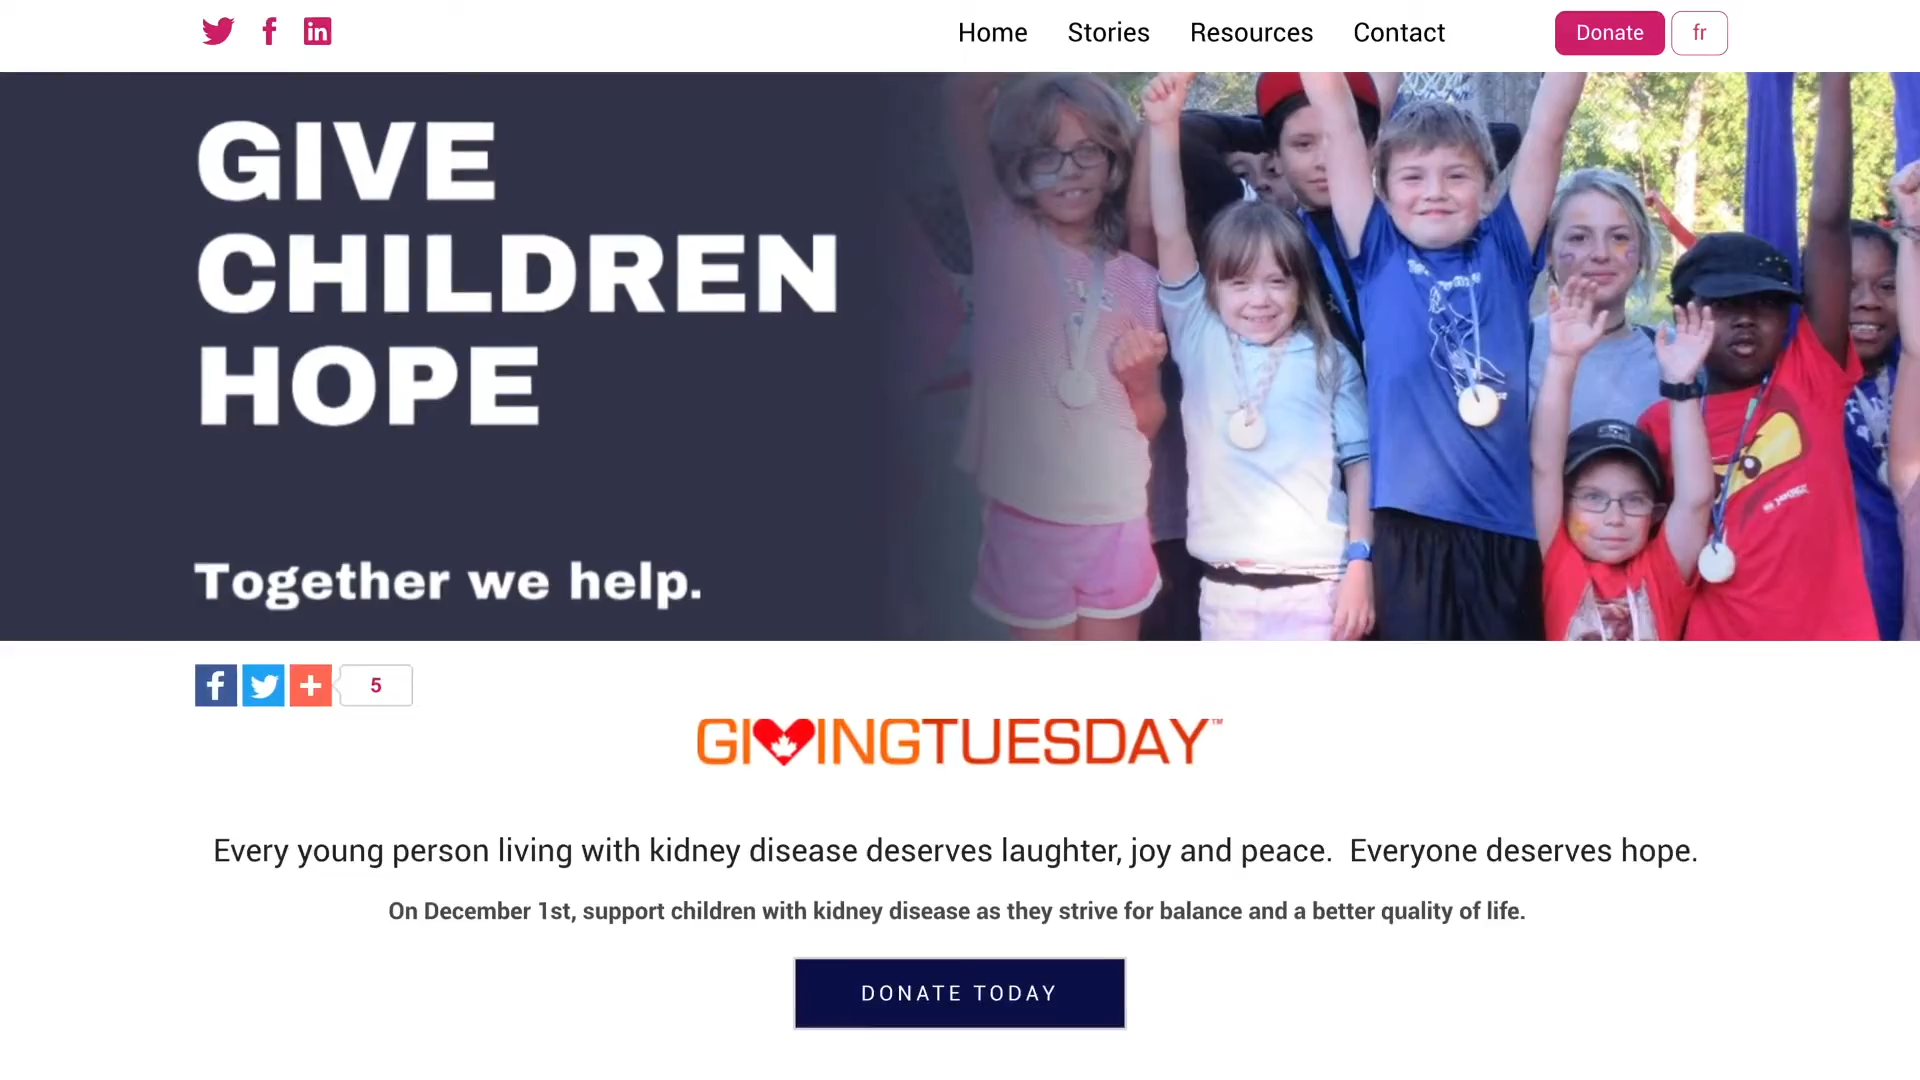 Home Stories Resources Contact Donate fr
GIVE
CHILDREN
HOPE
Together we help.
5
GIVINGTUESDAY™
Every young person living with kidney disease deserves laughter, joy and peace. Everyone deserves hope.
On December 1st, support children with kidney disease as they strive for balance and a better quality of life.
DONATE TODAY